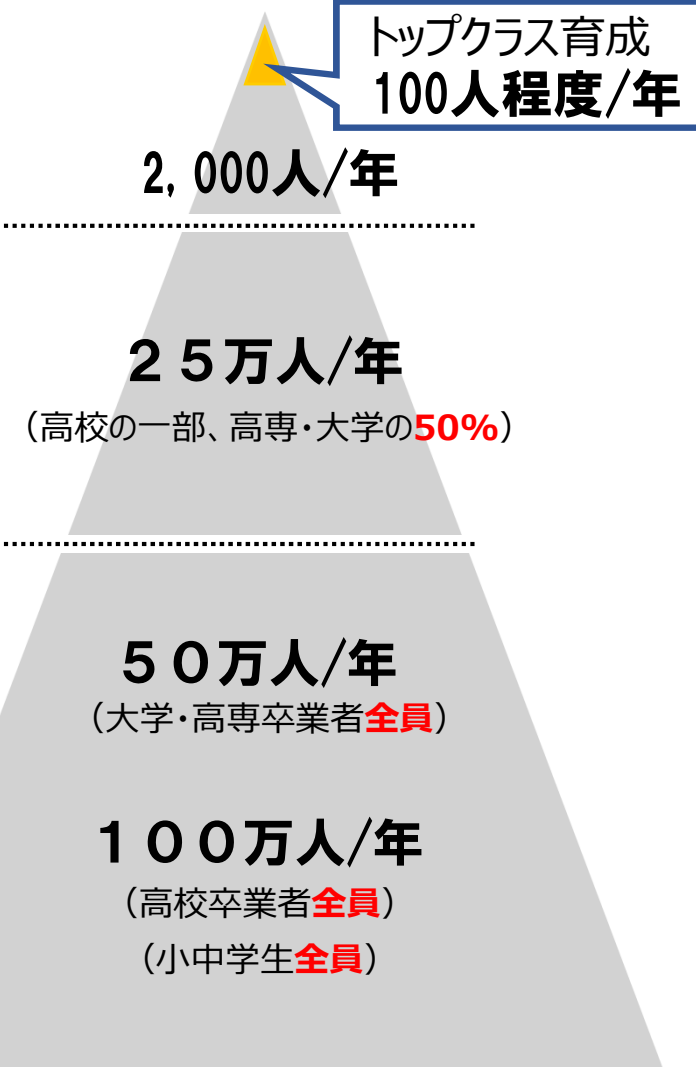 トップクラス育成
100人程度/年
2,000人/年
２５万人/年
（高校の一部、高専・大学の50%）
５０万人/年
（大学・高専卒業者全員）
１００万人/年
（高校卒業者全員）
（小中学生全員）